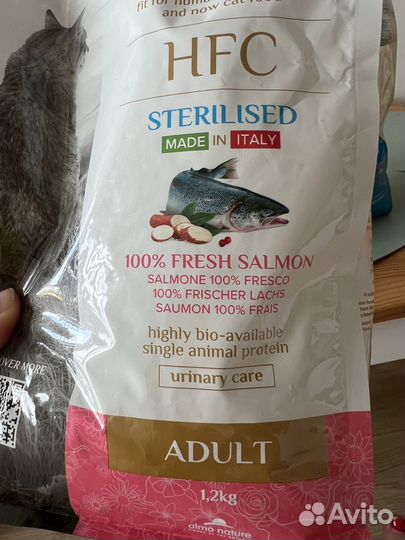 fit for human
and now cat food
HFC
STERILISED
MADE IN ITALY
100% FRESH SALMON
SALMONE 100% FRESCO
100% FRISCHER LACHS
SAUMON 100% FRAIS
highly bio-available
single animal protein
urinary care
OVER MORE
ADULT
1,2kg
almo nature
Avito